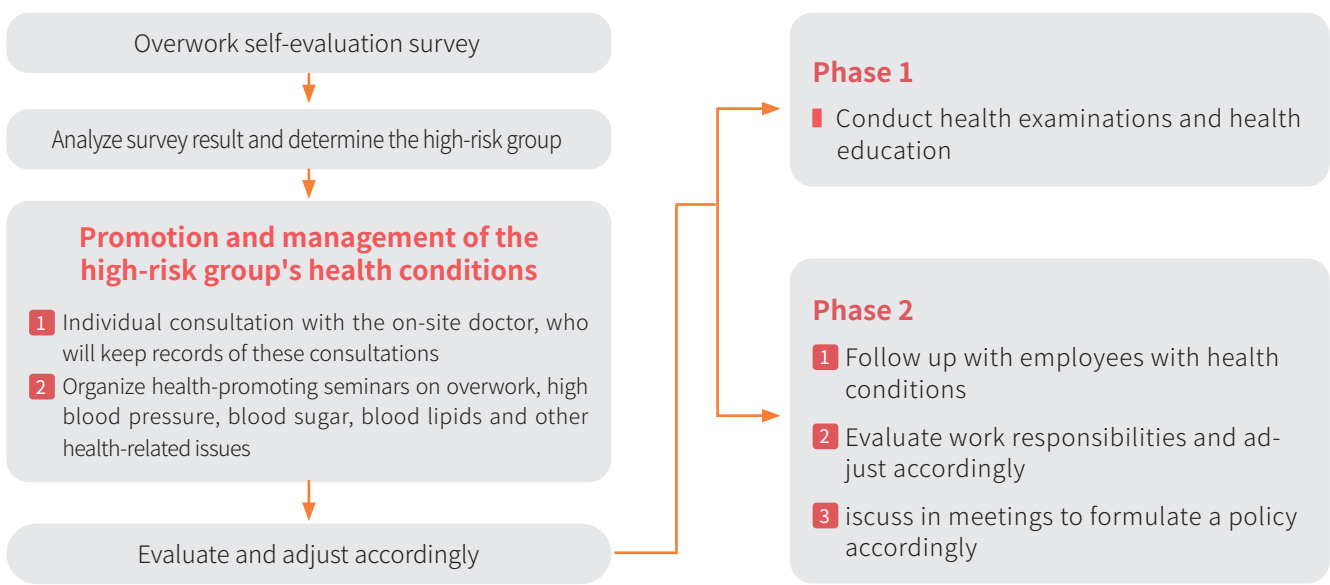 Overwork self-evaluation survey
Analyze survey result and determine the high-risk group
Promotion and management of the
high-risk group's health conditions
1 Individual consultation with the on-site doctor, who
will keep records of these consultations
2 Organize health-promoting seminars on overwork, high
blood pressure, blood sugar, blood lipids and other
health-related issues
Evaluate and adjust accordingly
Phase 1
Conduct health examinations and health
education
Phase 2
1 Follow up with employees with health
conditions
2 Evaluate work responsibilities and ad-
just accordingly
3 iscuss in meetings to formulate a policy
accordingly